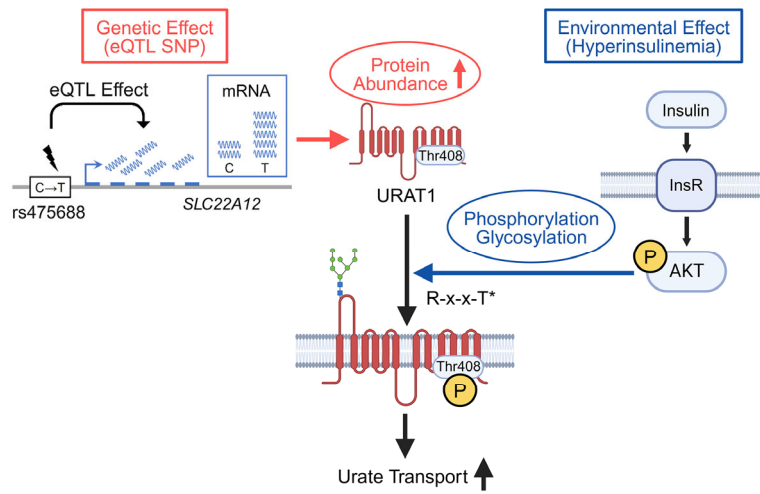 Genetic Effect
(eQTL SNP)
Environmental Effect
(Hyperinsulinemia)
eQTL Effect
mRNA
C
T
Protein
Abundance
C→T
rs475688
SLC22A12
Thr408
URAT1
Insulin
InsR
P
AKT
Phosphorylation
Glycosylation
R-x-x-T*
Thr408
P
Urate Transport